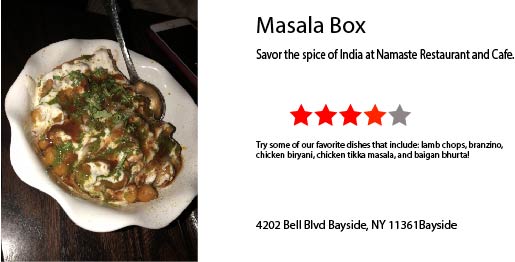 Masala Box
Savor the spice of India at Namaste Restaurant and Cafe.
Try some of our favorite dishes that include: lamb chops, branzino,
chicken biryani, chicken tikka masala, and baigan bhurta!
4202 Bell Blvd Bayside, NY 11361Bayside